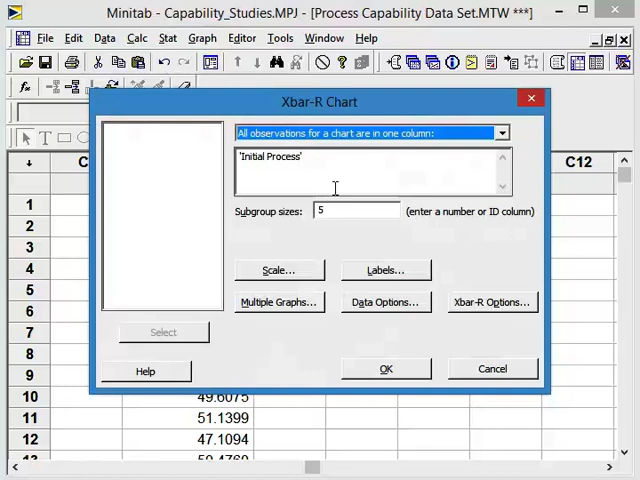 Minitab - Capability_Studies.MPJ - [Process Capability Data Set.MTW ***]
File Edit Data Calc Stat Graph Editor Tools Window Help
Xbar-R Chart
All observations for a chart are in one column:
'Initial Process'
Subgroup sizes: 5 (enter a number or ID column)
Scale... Labels...
Multiple Graphs... Data Options... Xbar-R Options...
Select
Help OK Cancel
C12
1
2
3
4
5
6
7
8
9
10 49.6075
11 51.1399
12 47.1094